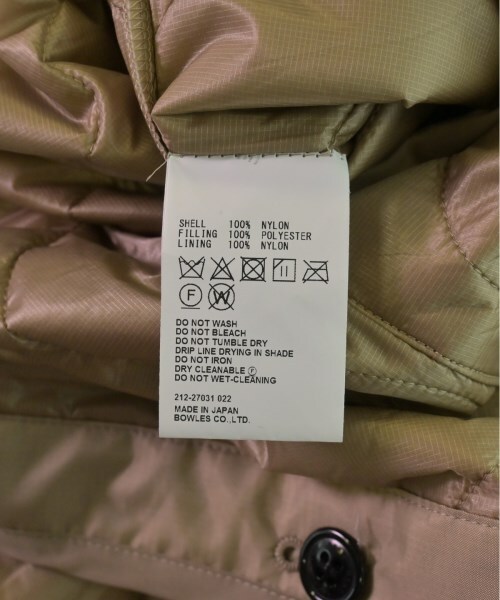 SHELL 100% NYLON
FILLING 100% POLYESTER
LINING 100% NYLON
F W
DO NOT WASH
DO NOT BLEACH
DO NOT TUMBLE DRY
DRIP LINE DRYING IN SHADE
DO NOT IRON
DRY CLEANABLE Ⓕ
DO NOT WET-CLEANING
212-27031 022
MADE IN JAPAN
BOWLES CO.,LTD.